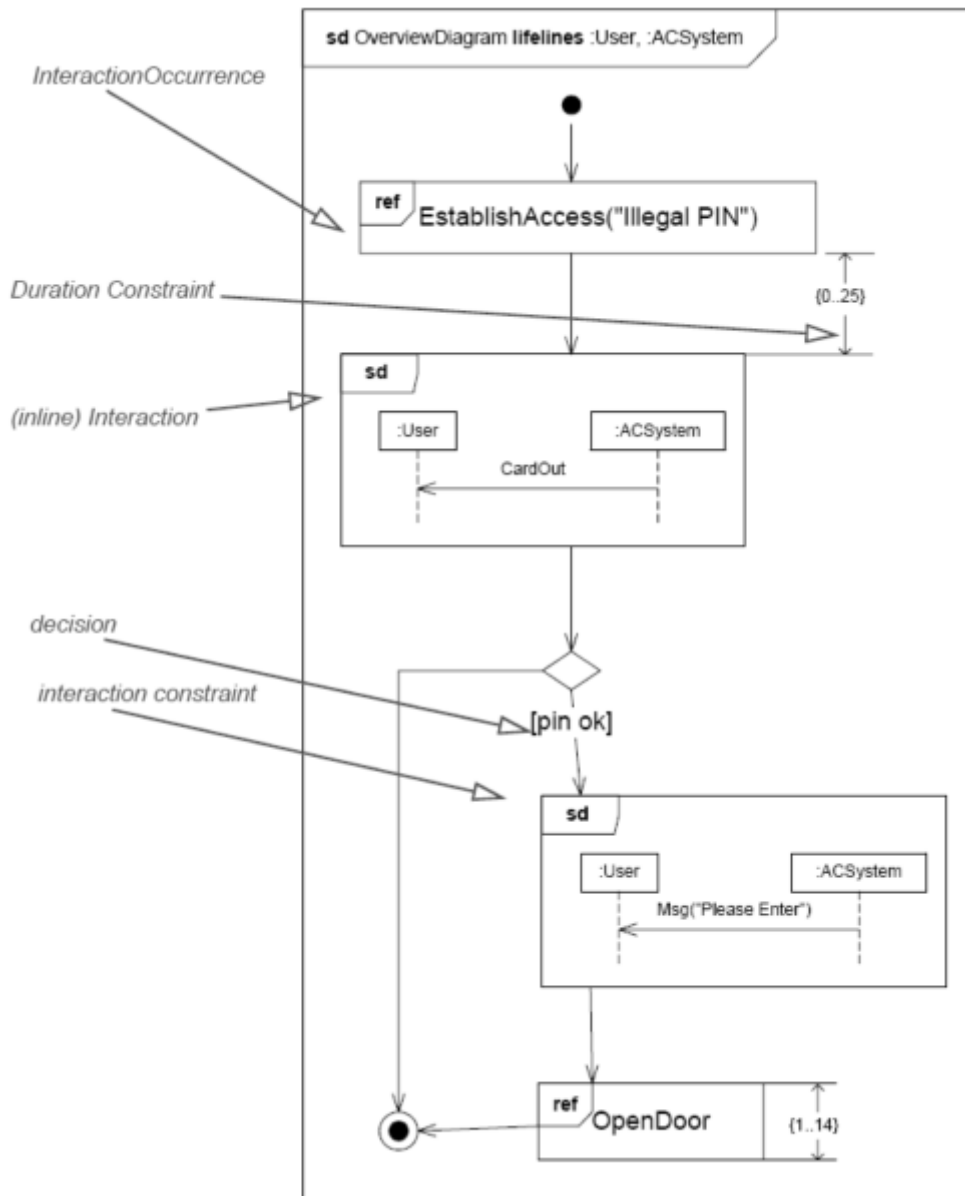 sd OverviewDiagram lifelines :User, :ACSystem
InteractionOccurrence
ref
EstablishAccess("Illegal PIN")
Duration Constraint
{0..25}
sd
(inline) Interaction
:User
:ACSystem
CardOut
decision
interaction constraint
[pin ok]
sd
:User
:ACSystem
Msg("Please Enter")
ref
OpenDoor
{1..14}